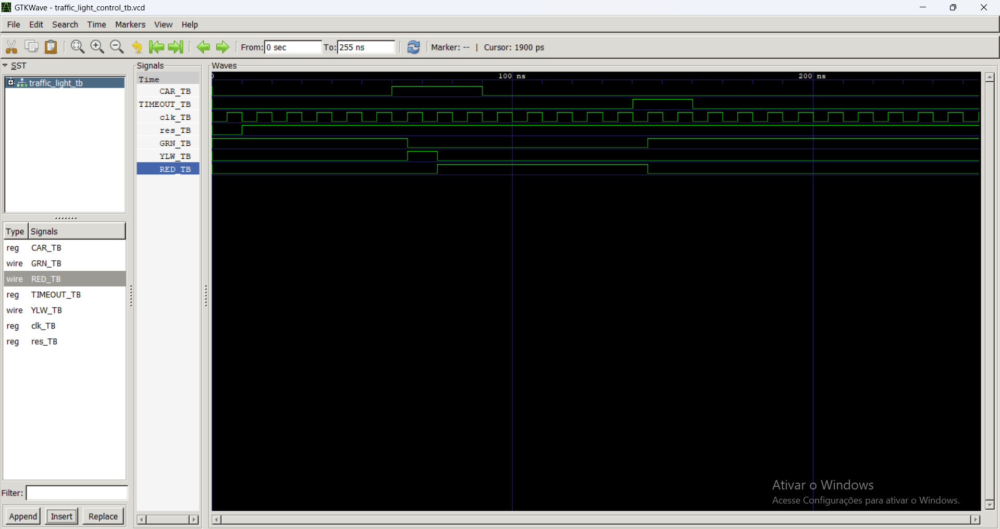 GTKWave - traffic_light_control_tb.vcd
File Edit Search Time Markers View Help
From: 0 sec To: 255 ns Marker: -- | Cursor: 1900 ps
SST
traffic_light_tb
Type Signals
reg CAR_TB
wire GRN_TB
wire RED_TB
reg TIMEOUT_TB
wire YLW_TB
reg clk_TB
reg res_TB
Filter:
Append Insert Replace
Signals
Time
CAR_TB
TIMEOUT_TB
clk_TB
res_TB
GRN_TB
YLW_TB
RED_TB
Waves
0 100 ns 200 ns
Ativar o Windows
Acesse Configurações para ativar o Windows.